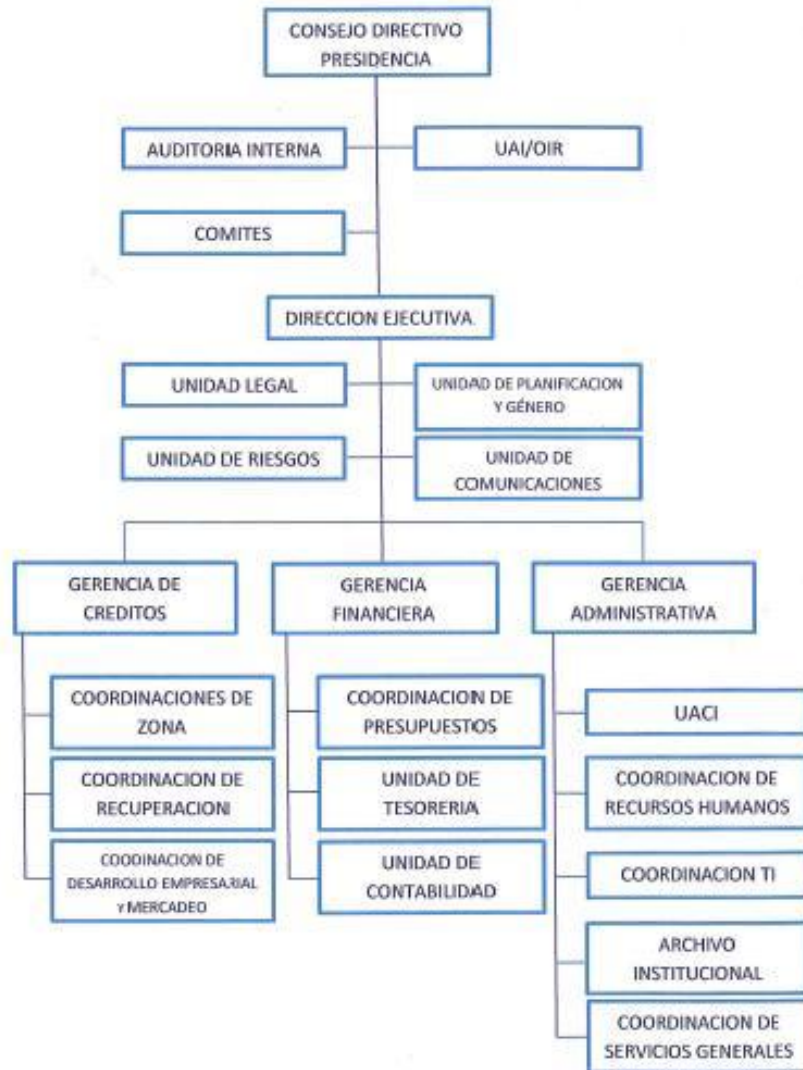 CONSEJO DIRECTIVO
PRESIDENCIA
AUDITORIA INTERNA
UAI/OIR
COMITES
DIRECCION EJECUTIVA
UNIDAD LEGAL
UNIDAD DE PLANIFICACION
Y GÉNERO
UNIDAD DE RIESGOS
UNIDAD DE
COMUNICACIONES
GERENCIA DE
CREDITOS
GERENCIA
FINANCIERA
GERENCIA
ADMINISTRATIVA
COORDINACIONES DE
ZONA
COORDINACION DE
RECUPERACION
COODINACION DE
DESARROLLO EMPRESARIAL
Y MERCADEO
COORDINACION DE
PRESUPUESTOS
UNIDAD DE
TESORERIA
UNIDAD DE
CONTABILIDAD
UACI
COORDINACION DE
RECURSOS HUMANOS
COORDINACION TI
ARCHIVO
INSTITUCIONAL
COORDINACION DE
SERVICIOS GENERALES